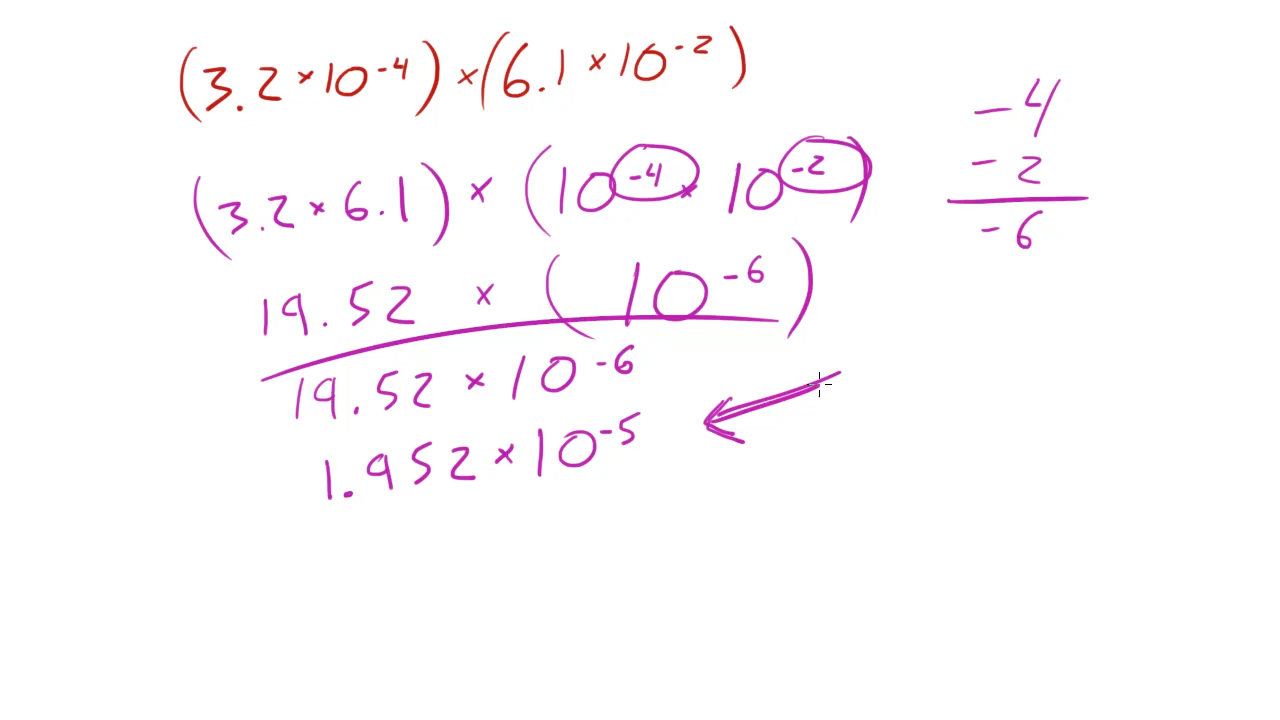 (3.2 × 10⁻⁴) × (6.1 × 10⁻²)
(3.2 × 6.1) × (10⁻⁴ × 10⁻²)
19.52 × (10⁻⁶)
19.52 × 10⁻⁶
1.952 × 10⁻⁵
-4
-2
-6